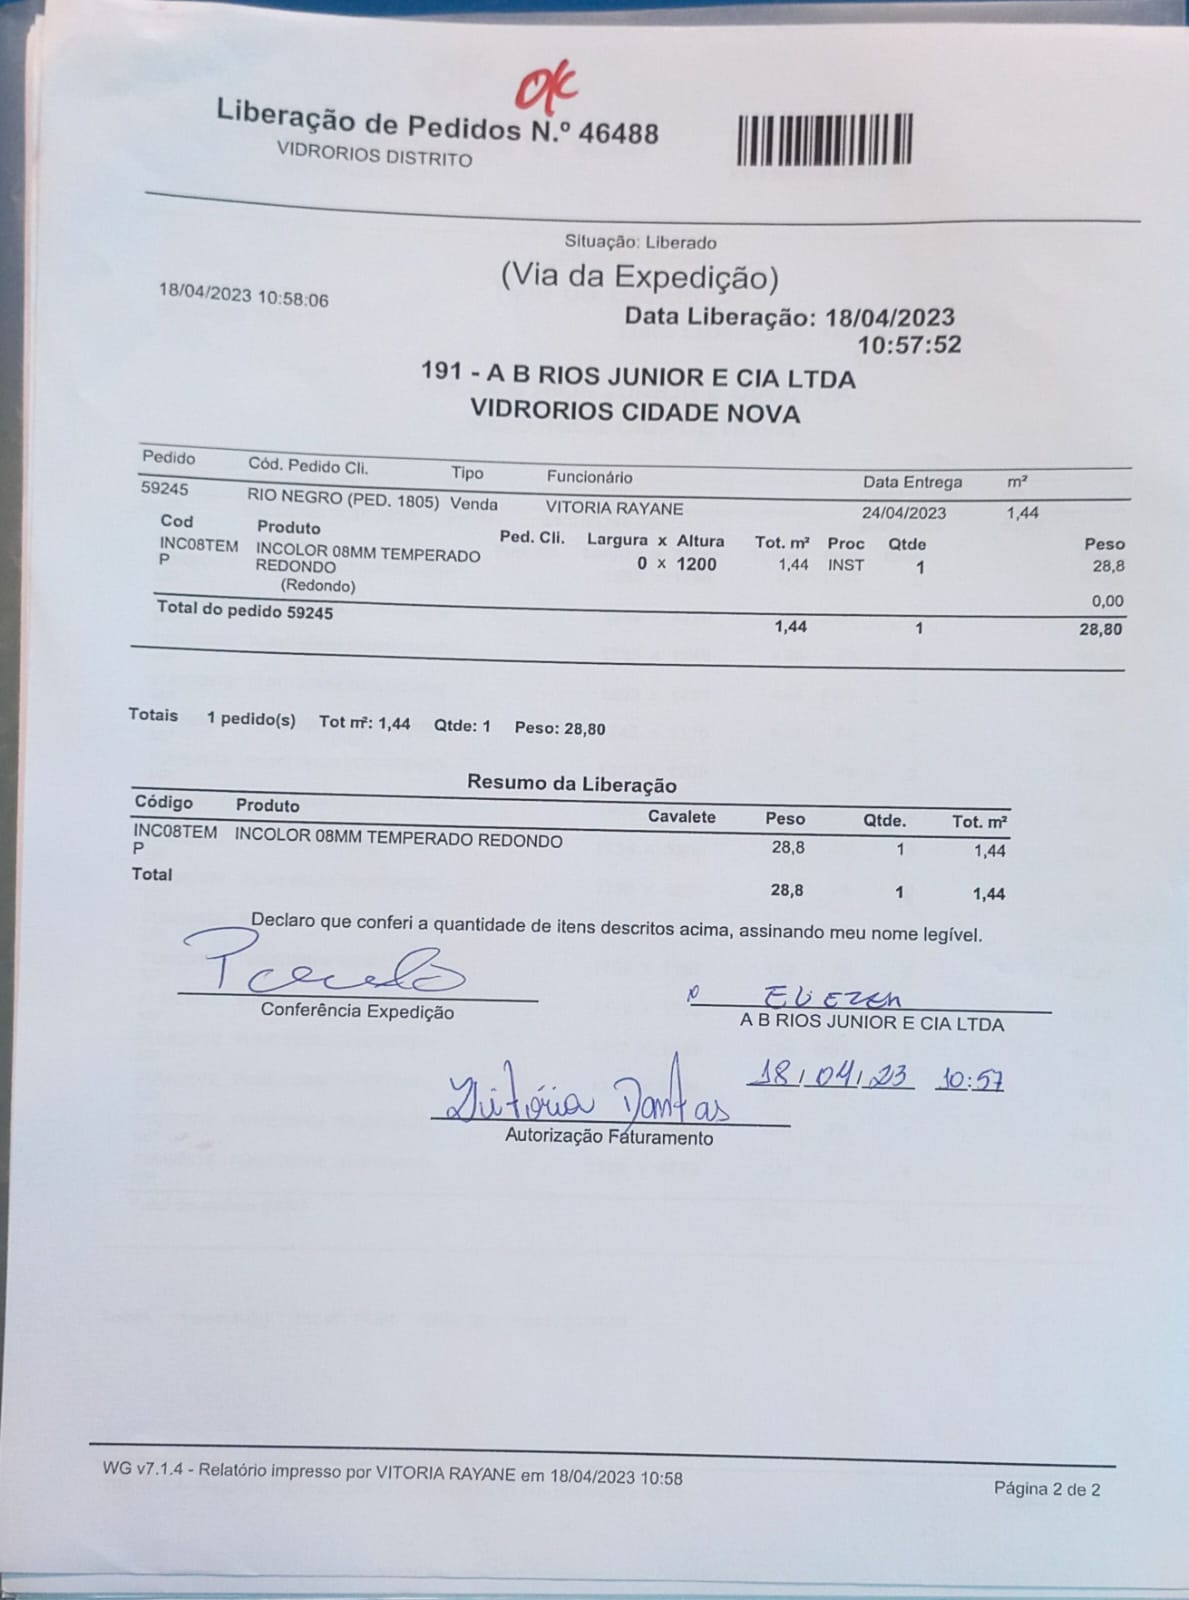 OK
Liberação de Pedidos N.º 46488
VIDRORIOS DISTRITO
Situação: Liberado
(Via da Expedição)
18/04/2023 10:58:06
Data Liberação: 18/04/2023
10:57:52
191 - A B RIOS JUNIOR E CIA LTDA
VIDRORIOS CIDADE NOVA
Pedido Cód. Pedido Cli. Tipo Funcionário Data Entrega m²
59245 RIO NEGRO (PED. 1805) Venda VITORIA RAYANE 24/04/2023 1,44
Cod Produto Ped. Cli. Largura x Altura Tot. m² Proc Qtde Peso
INC08TEM INCOLOR 08MM TEMPERADO 0 x 1200 1,44 INST 1 28,8
P REDONDO
(Redondo) 0,00
Total do pedido 59245 1,44 1 28,80
Totais 1 pedido(s) Tot m²: 1,44 Qtde: 1 Peso: 28,80
Resumo da Liberação
Código Produto Cavalete Peso Qtde. Tot. m²
INC08TEM INCOLOR 08MM TEMPERADO REDONDO 28,8 1 1,44
P
Total 28,8 1 1,44
Declaro que conferi a quantidade de itens descritos acima, assinando meu nome legível.
Conferência Expedição
A B RIOS JUNIOR E CIA LTDA
18/04/23 10:57
Vitória Dantas
Autorização Faturamento
WG v7.1.4 - Relatório impresso por VITORIA RAYANE em 18/04/2023 10:58
Página 2 de 2